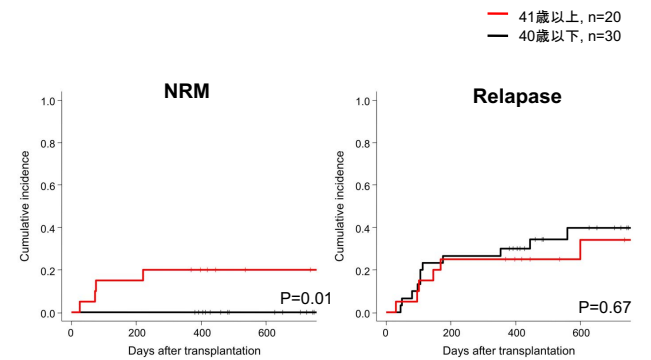 41歳以上, n=20
40歳以下, n=30
NRM
Cumulative incidence
1.0
0.8
0.6
0.4
0.2
0.0
P=0.01
0 200 400 600
Days after transplantation
Relapase
Cumulative incidence
1.0
0.8
0.6
0.4
0.2
0.0
P=0.67
0 200 400 600
Days after transplantation